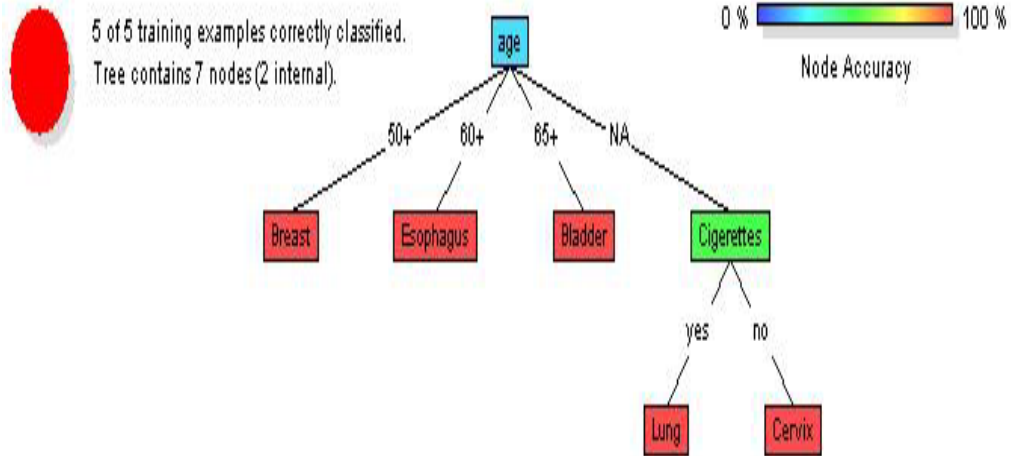 5 of 5 training examples correctly classified.
Tree contains 7 nodes (2 internal).
0 %
100 %
Node Accuracy
age
50+
60+
65+
NA
Breast
Esophagus
Bladder
Cigerettes
yes
no
Lung
Cervix